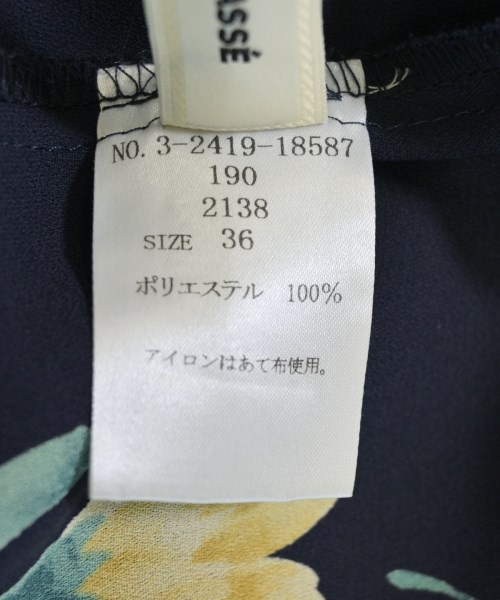 ASSÉ
NO. 3-2419-18587
190
2138
SIZE 36
ポリエステル 100%
アイロンはあて布使用。